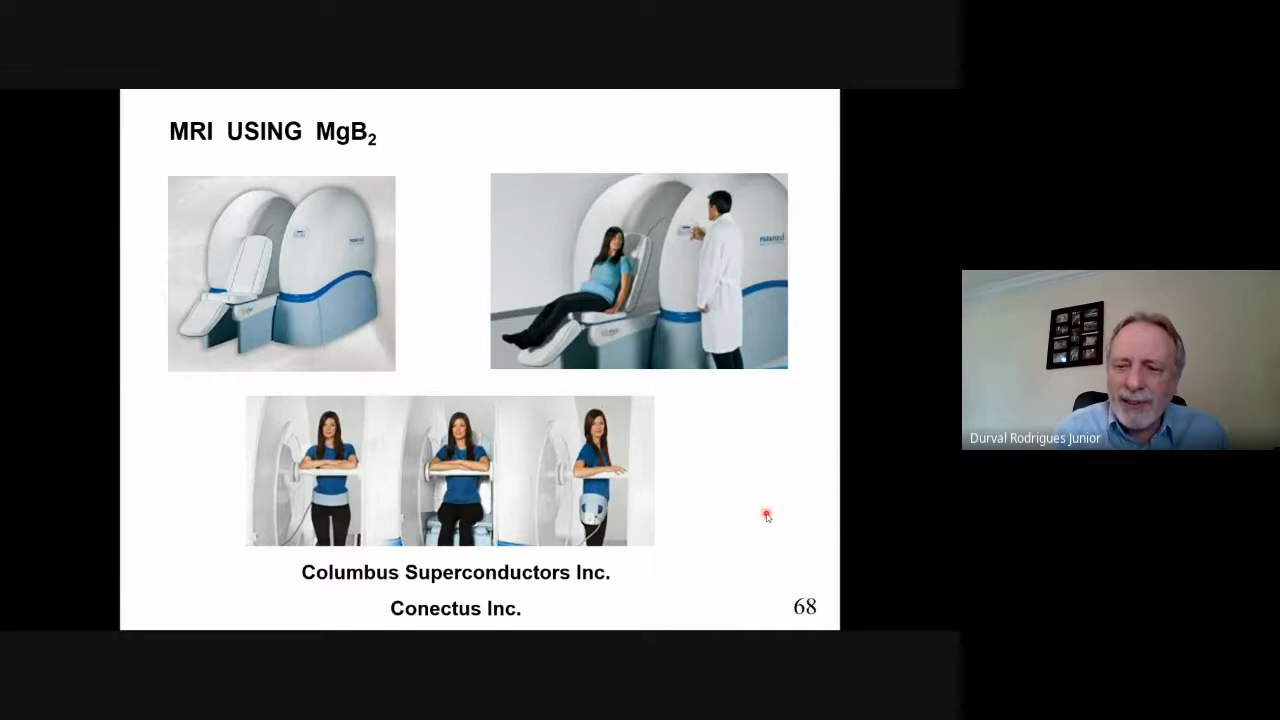 MRI USING MgB₂
Columbus Superconductors Inc.
Conectus Inc.
68
Durval Rodrigues Junior